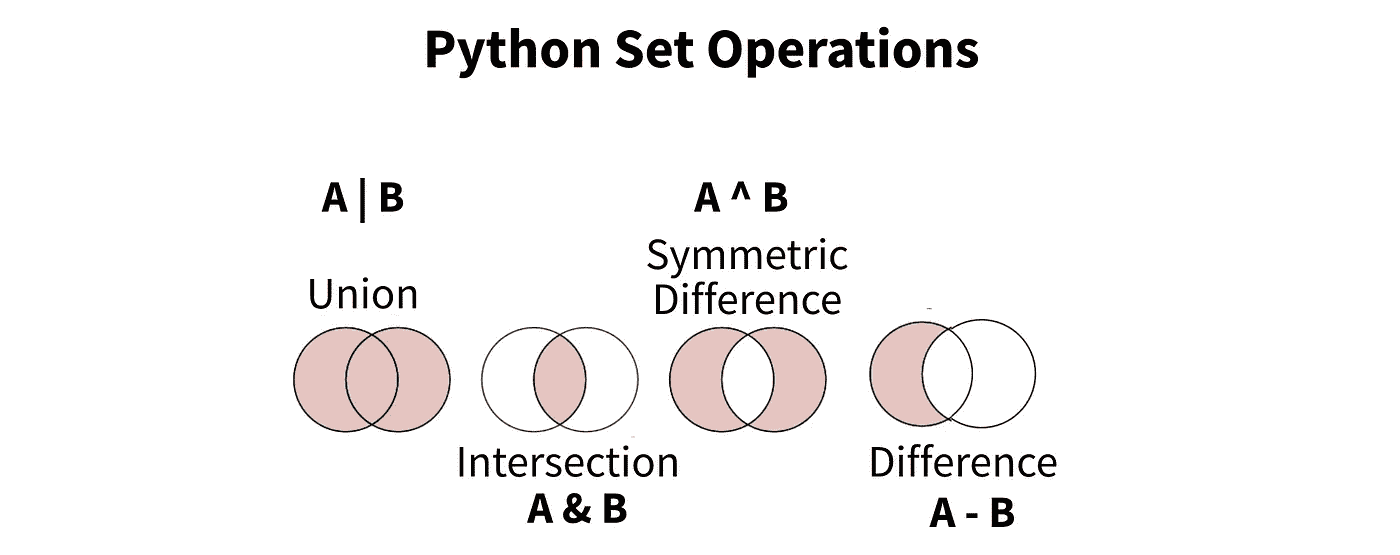 Python Set Operations
A | B
Union
A ^ B
Symmetric
Difference
Intersection
A & B
Difference
A - B